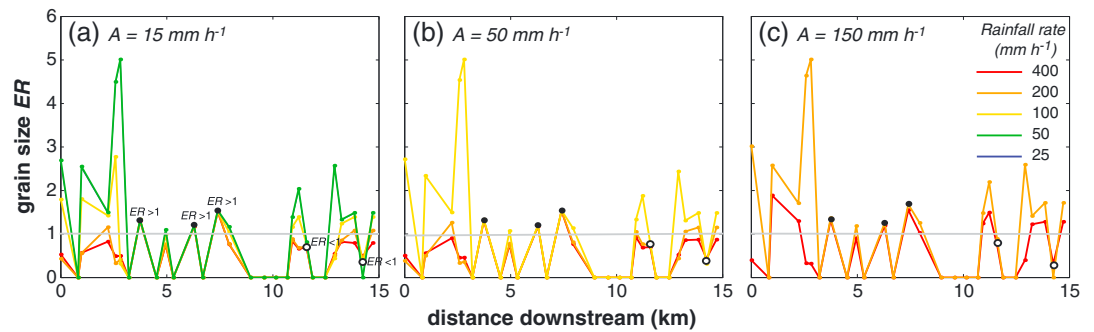 6
5
4
3
2
1
0
grain size ER
(a) A = 15 mm h-1
ER >1
ER >1
ER >1
ER <1
ER <1
0 5 10 15
(b) A = 50 mm h-1
0 5 10 15
(c) A = 150 mm h-1
Rainfall rate
(mm h-1)
400
200
100
50
25
0 5 10 15
distance downstream (km)